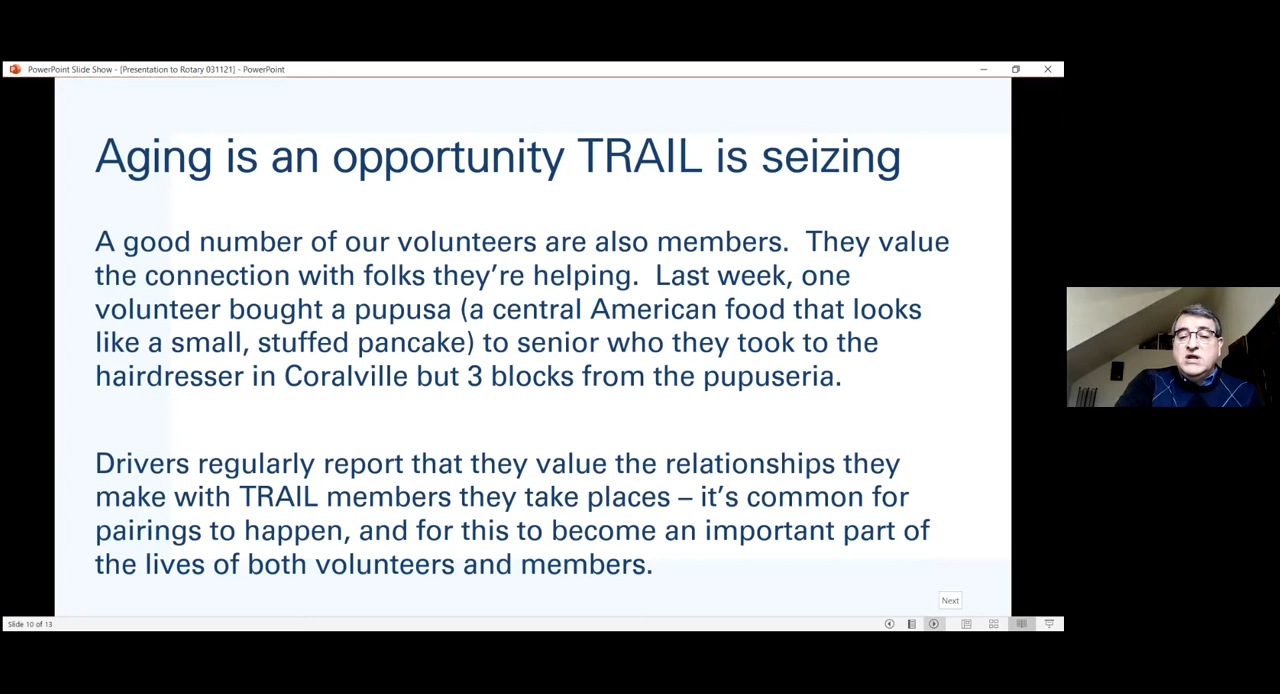 PowerPoint Slide Show - [Presentation to Rotary 031121] - PowerPoint
Aging is an opportunity TRAIL is seizing
A good number of our volunteers are also members.  They value
the connection with folks they’re helping.  Last week, one
volunteer bought a pupusa (a central American food that looks
like a small, stuffed pancake) to senior who they took to the
hairdresser in Coralville but 3 blocks from the pupuseria.
Drivers regularly report that they value the relationships they
make with TRAIL members they take places – it’s common for
pairings to happen, and for this to become an important part of
the lives of both volunteers and members.
Next
Slide 10 of 13